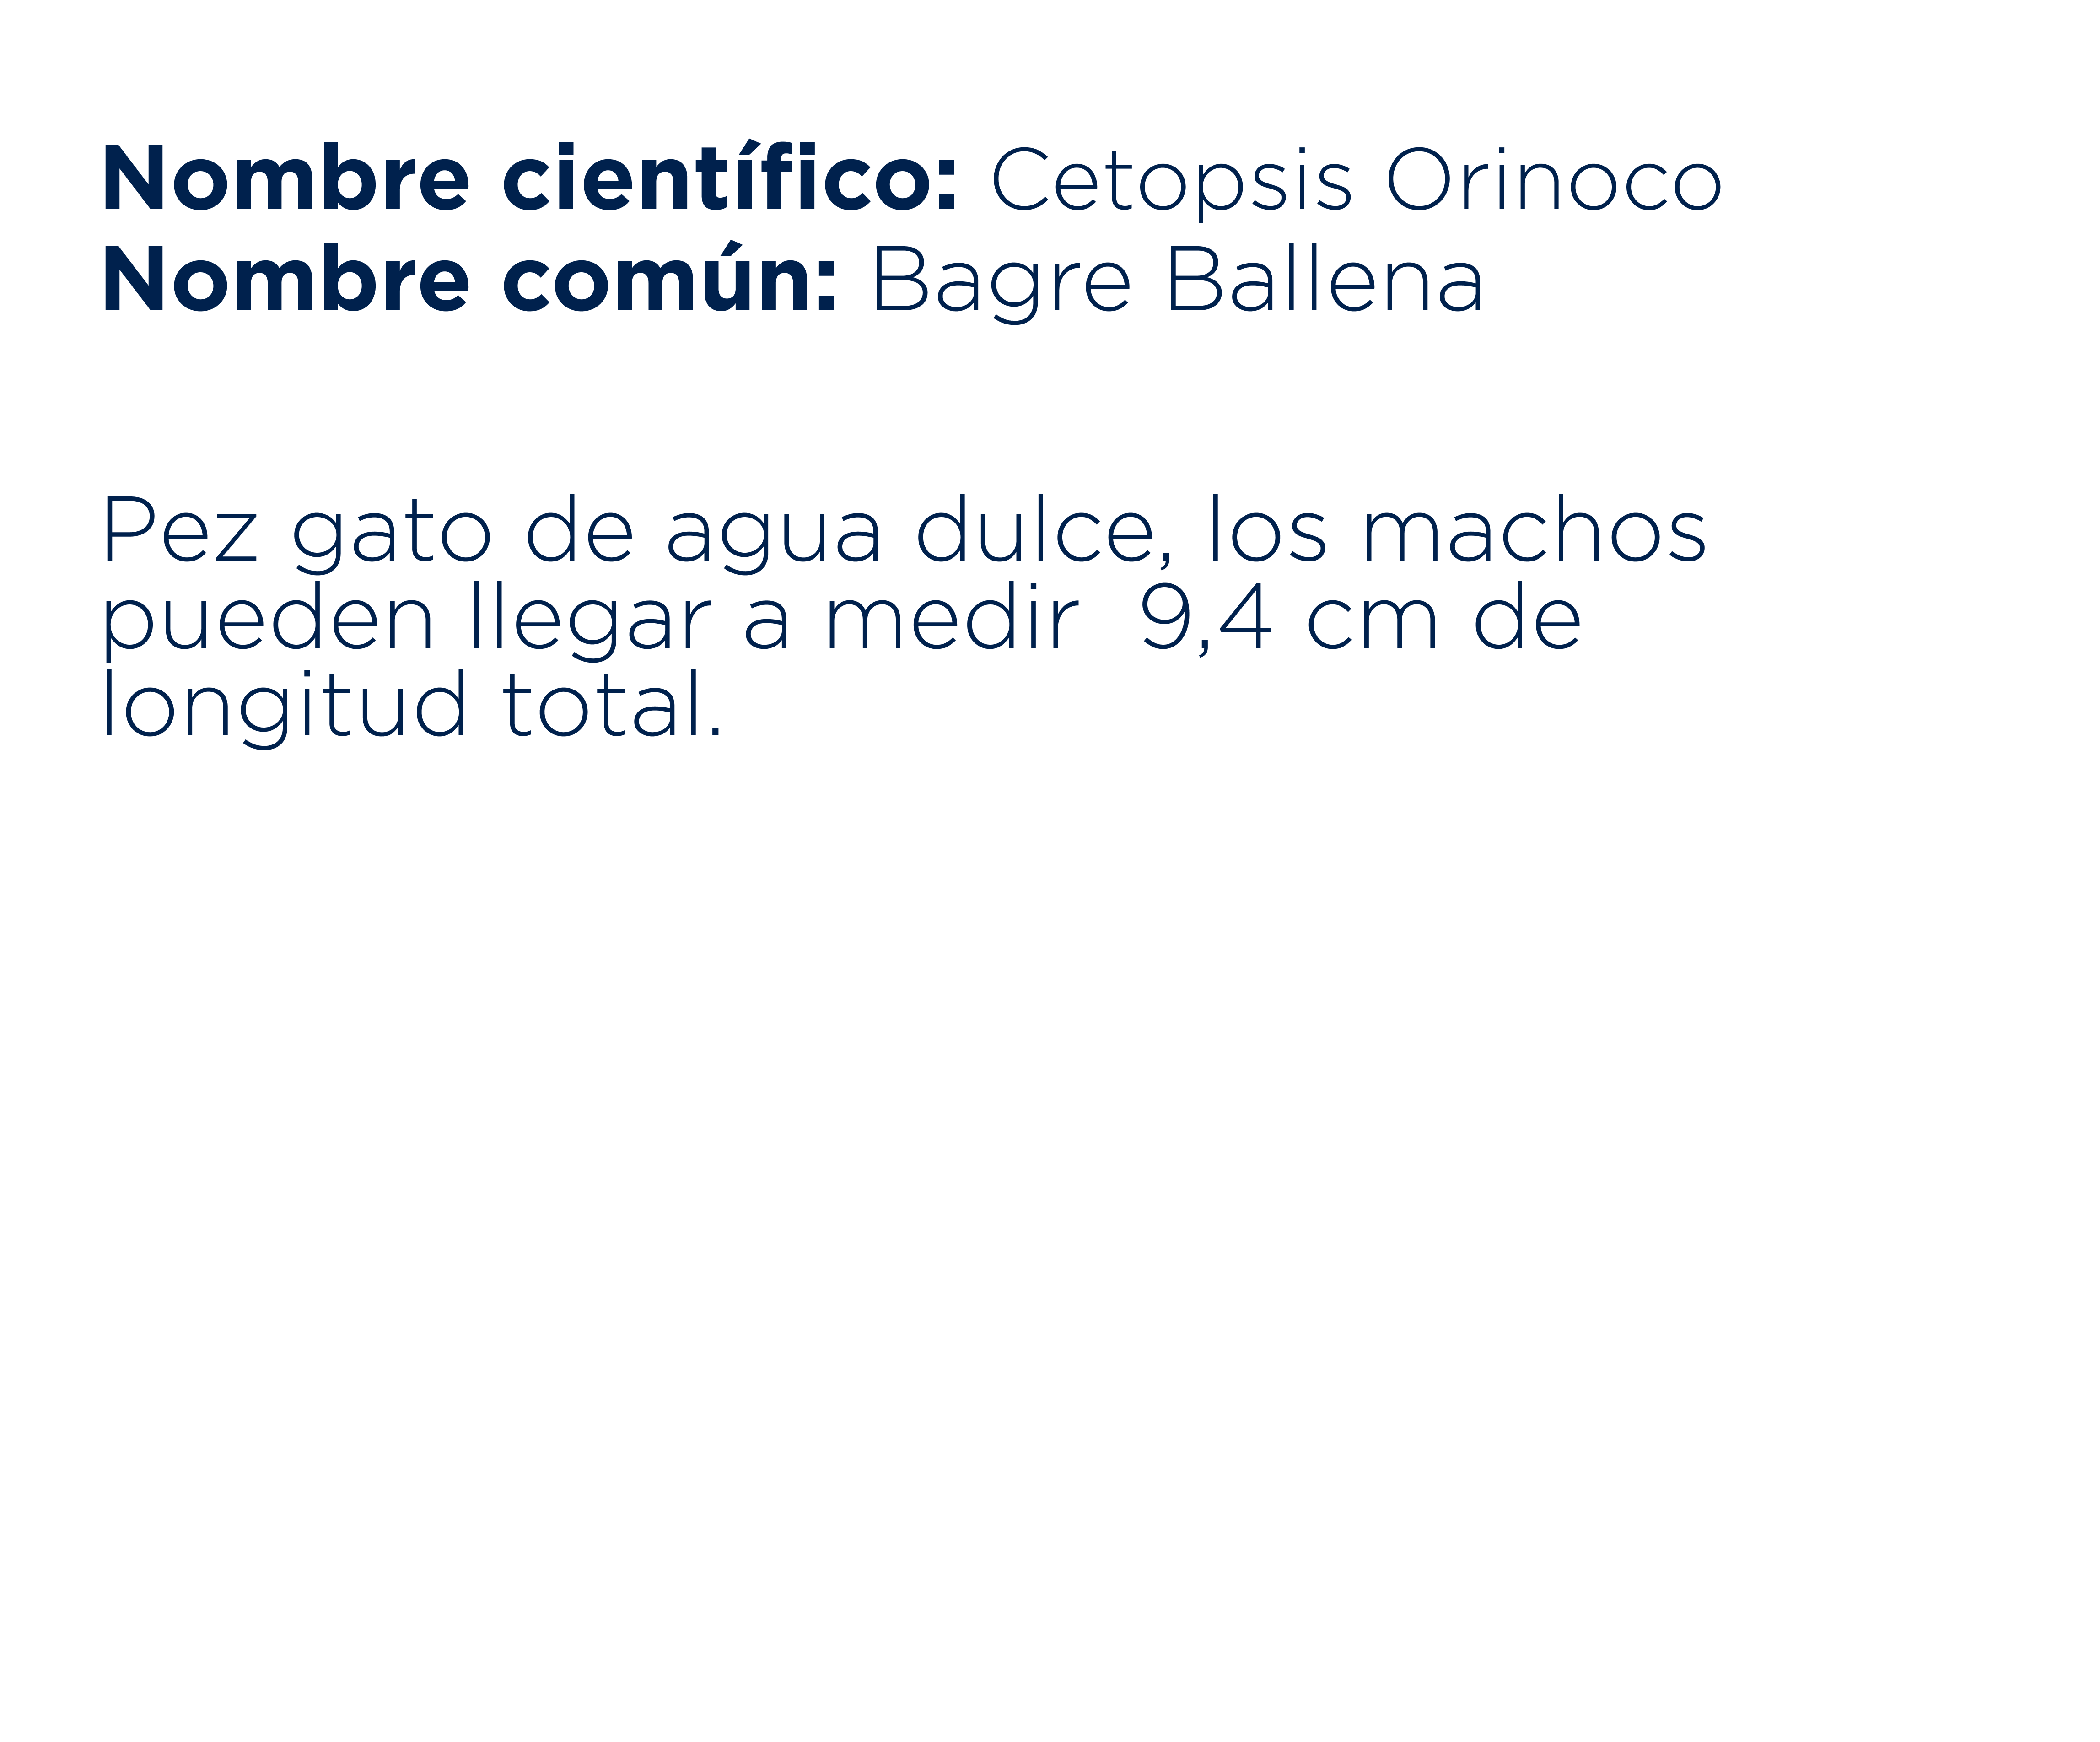 Nombre científico: Cetopsis Orinoco
Nombre común: Bagre Ballena
Pez gato de agua dulce, los machos
pueden llegar a medir 9,4 cm de
longitud total.